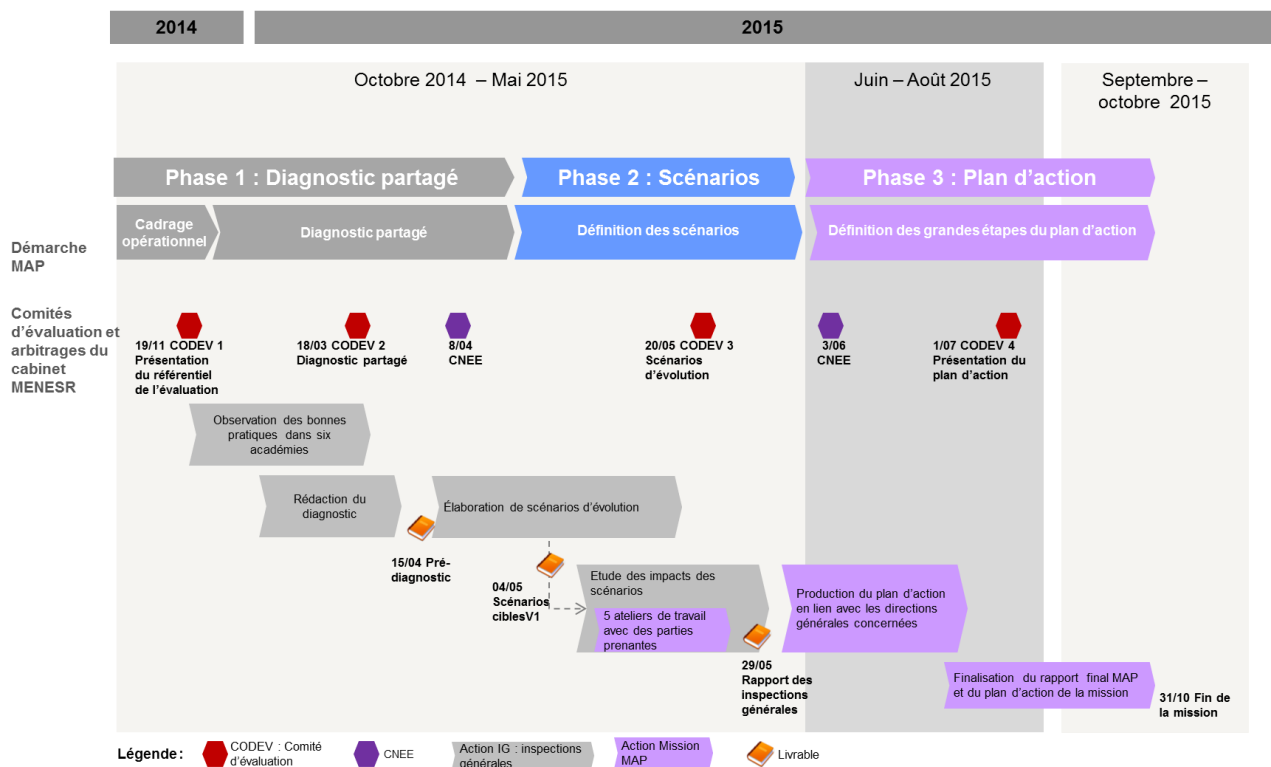 2014
2015
Octobre 2014 – Mai 2015
Juin – Août 2015
Septembre –
octobre 2015
Phase 1 : Diagnostic partagé
Phase 2 : Scénarios
Phase 3 : Plan d’action
Démarche
MAP
Cadrage
opérationnel
Diagnostic partagé
Définition des scénarios
Définition des grandes étapes du plan d’action
Comités
d’évaluation et
arbitrages du
cabinet
MENESR
19/11 CODEV 1
Présentation
du référentiel
de l’évaluation
18/03 CODEV 2
Diagnostic partagé
8/04
CNEE
20/05 CODEV 3
Scénarios
d’évolution
3/06
CNEE
1/07 CODEV 4
Présentation du
plan d’action
Observation des bonnes
pratiques dans six
académies
Rédaction du
diagnostic
Élaboration de scénarios d’évolution
15/04 Pré-
diagnostic
04/05
Scénarios
ciblesV1
Etude des impacts des
scénarios
5 ateliers de travail
avec des parties
prenantes
29/05
Rapport des
inspections
générales
Production du plan d’action
en lien avec les directions
générales concernées
Finalisation du rapport final MAP
et du plan d’action de la mission
31/10 Fin de
la mission
Légende :
CODEV : Comité
d’évaluation
CNEE
Action IG : inspections
générales
Action Mission
MAP
Livrable